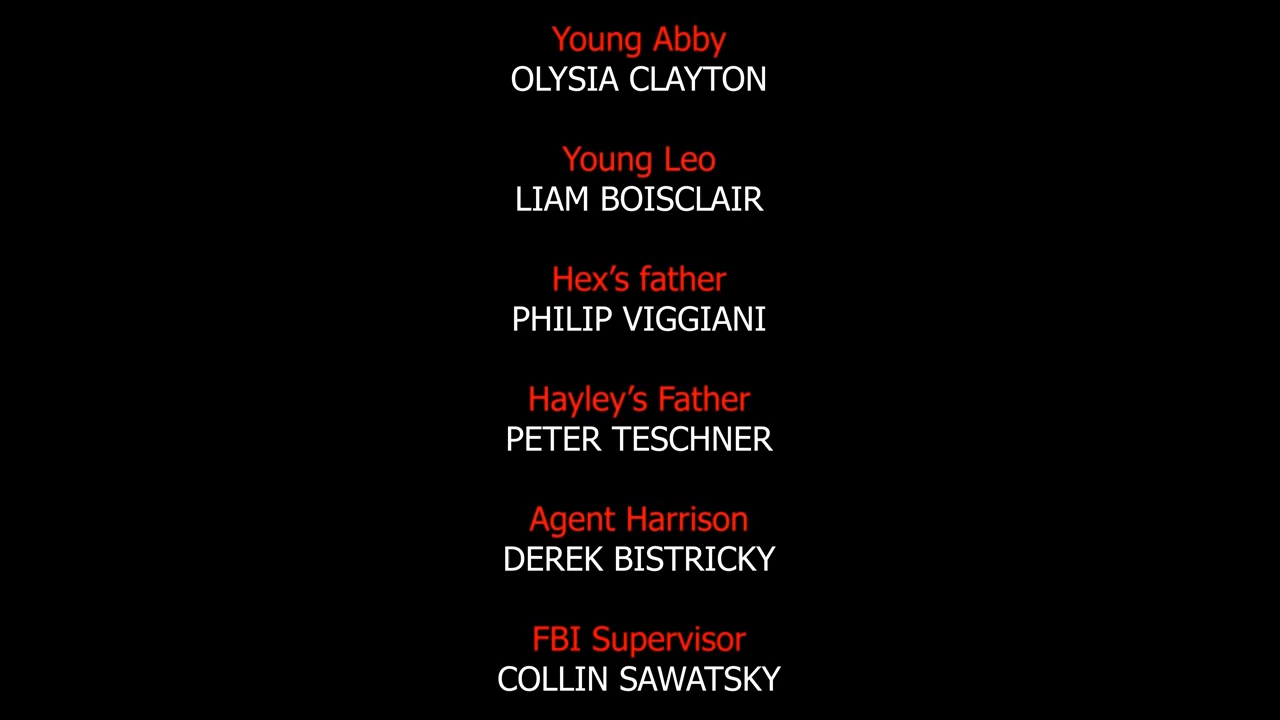 Young Abby
OLYSIA CLAYTON
Young Leo
LIAM BOISCLAIR
Hex’s father
PHILIP VIGGIANI
Hayley’s Father
PETER TESCHNER
Agent Harrison
DEREK BISTRICKY
FBI Supervisor
COLLIN SAWATSKY